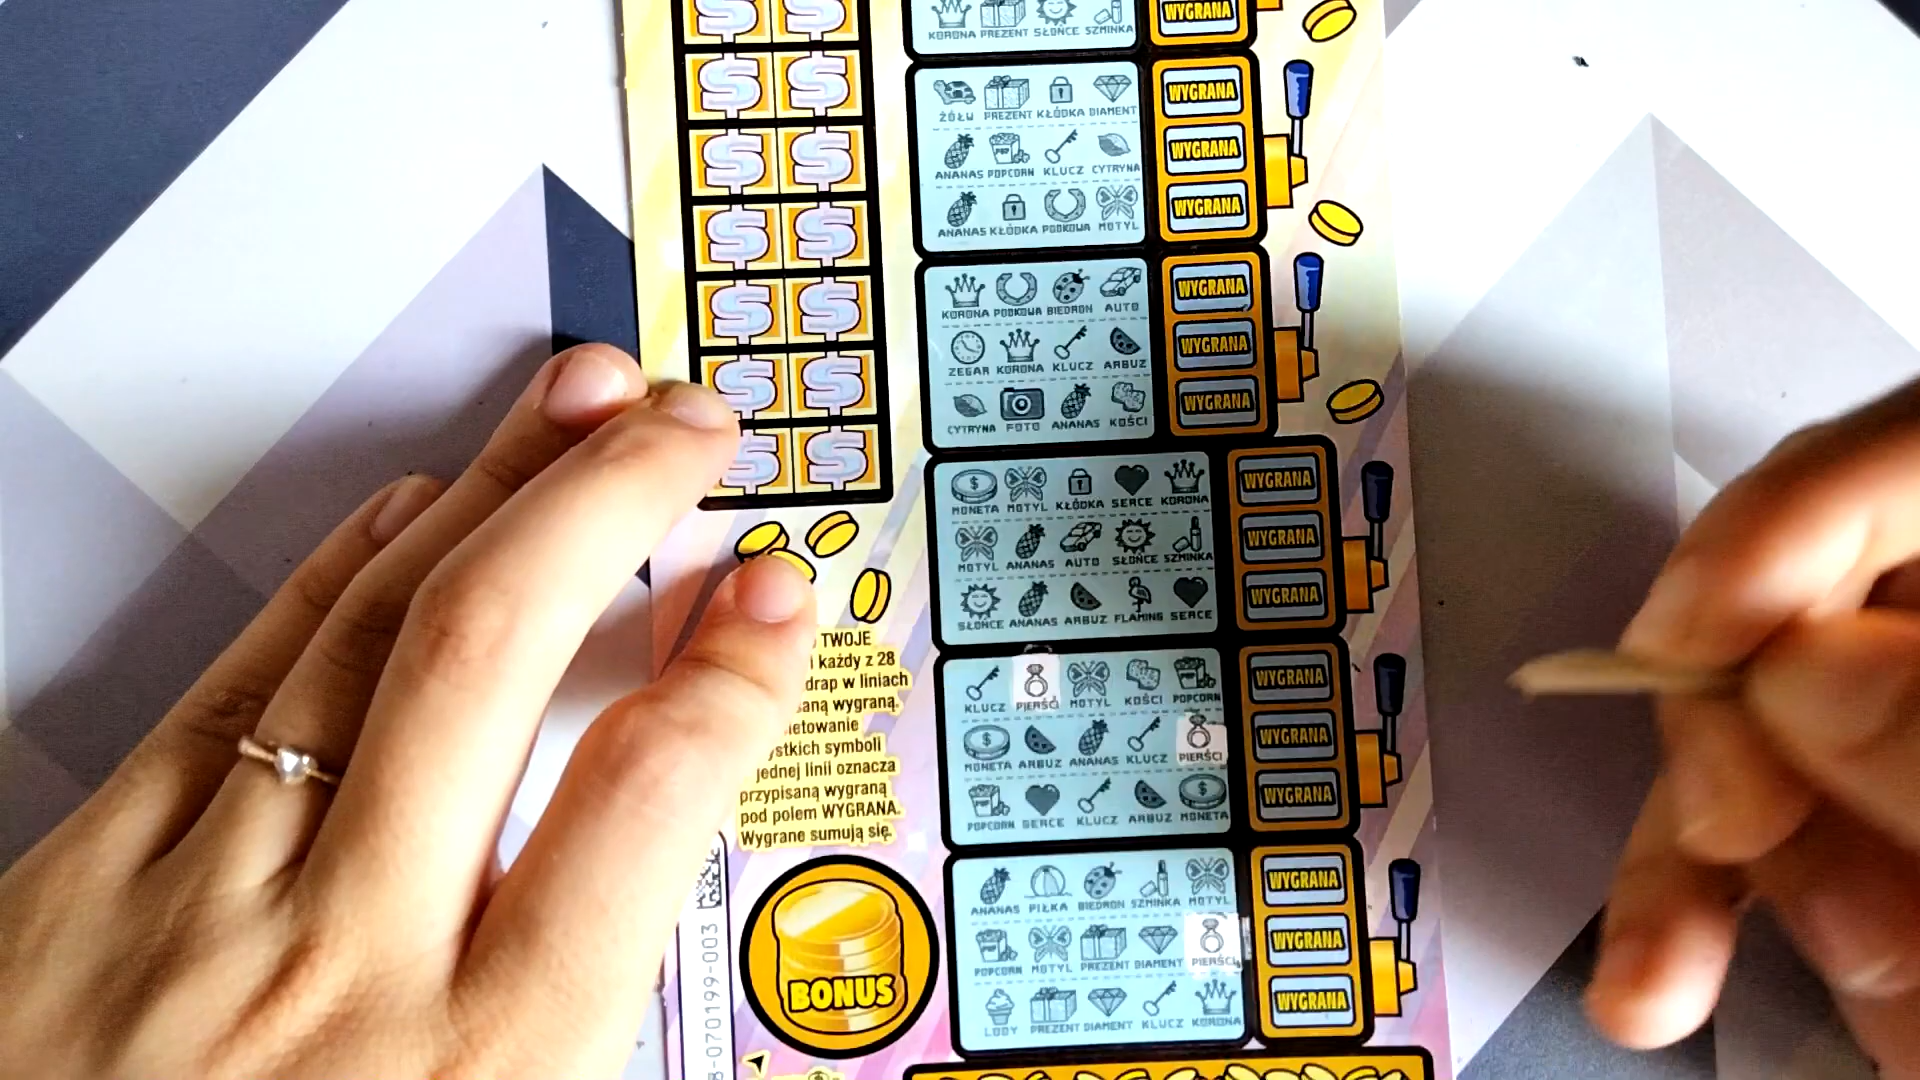 KORONA PREZENT SŁOŃCE SZMINKA
WYGRANA
ŻÓŁW PREZENT KŁÓDKA DIAMENT
WYGRANA
ANANAS POPCORN KLUCZ CYTRYNA
WYGRANA
ANANAS KŁÓDKA PODKOWA MOTYL
WYGRANA
KORONA PODKOWA BIEDRON AUTO
WYGRANA
ZEGAR KORONA KLUCZ ARBUZ
WYGRANA
CYTRYNA FOTO ANANAS KOŚCI
WYGRANA
MONETA MOTYL KŁÓDKA SERCE KORONA
WYGRANA
MOTYL ANANAS AUTO SŁOŃCE SZMINKA
WYGRANA
SŁOŃCE ANANAS ARBUZ FLAMING SERCE
WYGRANA
KLUCZ PIERŚCI MOTYL KOŚCI POPCORN
WYGRANA
MONETA ARBUZ ANANAS KLUCZ PIERŚCI
WYGRANA
POPCORN SERCE KLUCZ ARBUZ MONETA
WYGRANA
ANANAS PIŁKA BIEDRON SZMINKA MOTYL
WYGRANA
POPCORN MOTYL PREZENT DIAMENT PIERŚCI
WYGRANA
LODY PREZENT DIAMENT KLUCZ KORONA
WYGRANA
TWOJE
każdy z 28
drap w liniach
aną wygraną.
letowanie
ystkich symboli
jednej linii oznacza
przypisaną wygraną
pod polem WYGRANA.
Wygrane sumują się.
BONUS
-070199-003